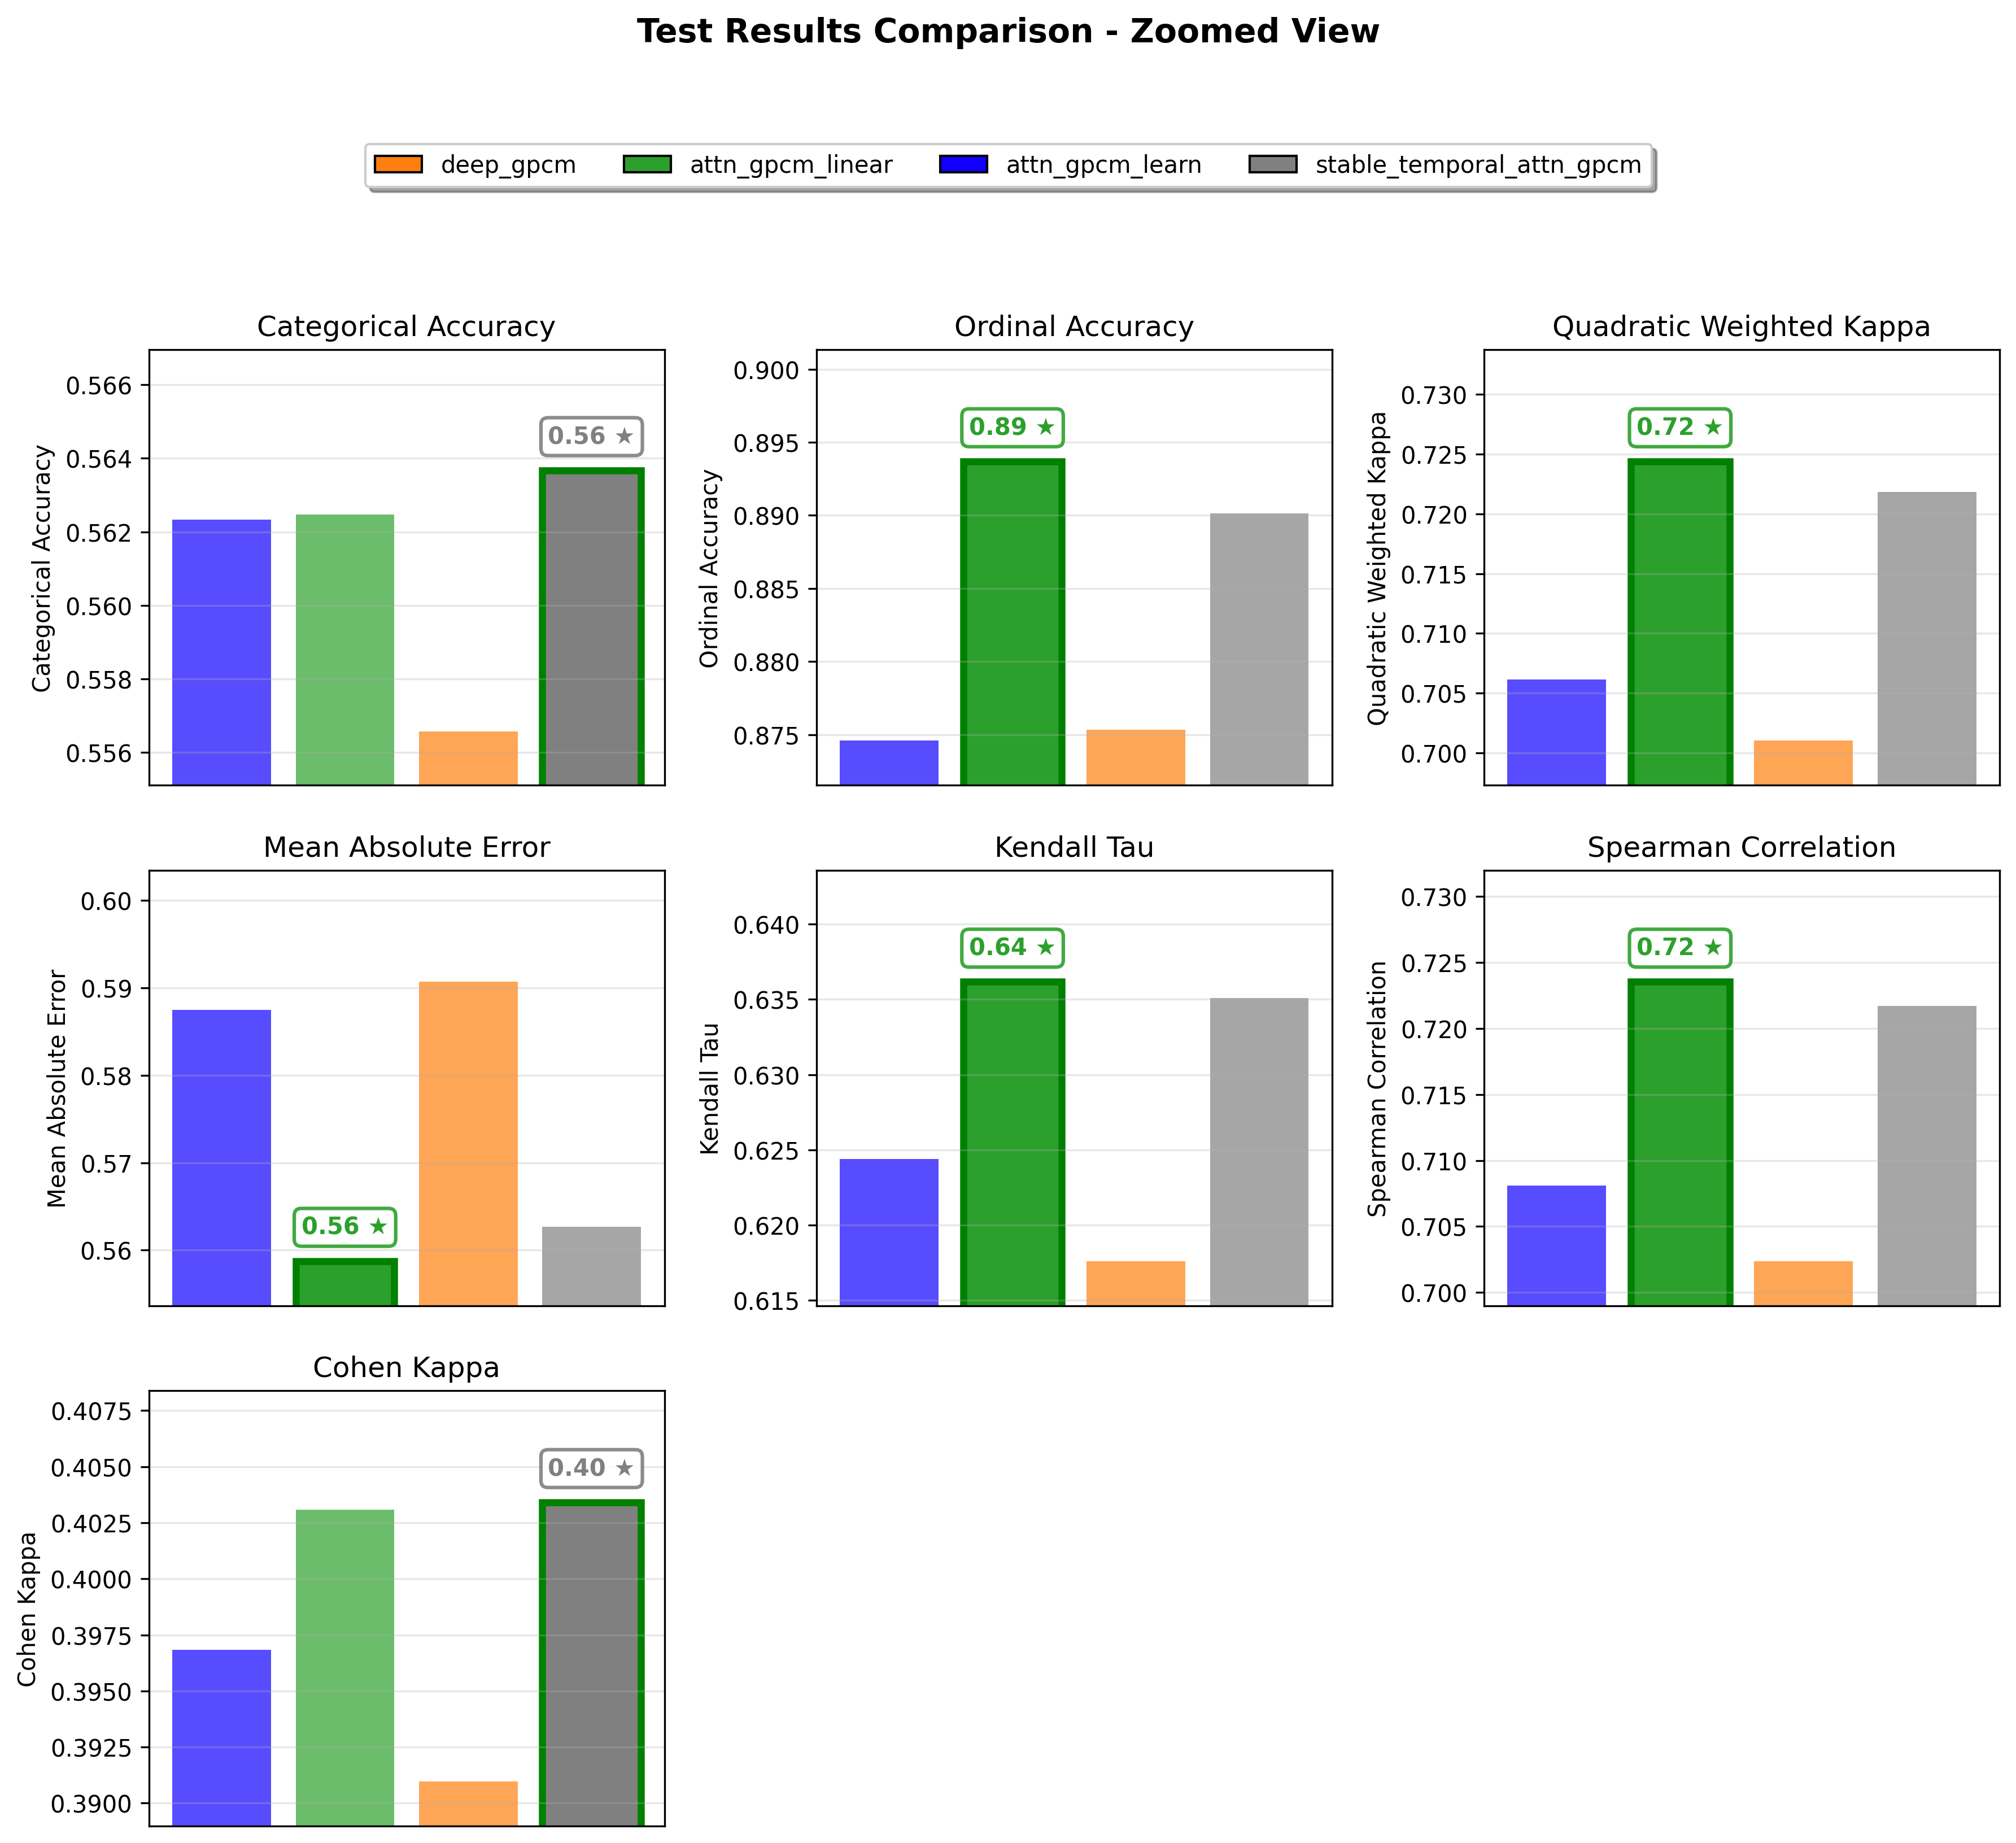 Test Results Comparison - Zoomed View
deep_gpcm
attn_gpcm_linear
attn_gpcm_learn
stable_temporal_attn_gpcm
Categorical Accuracy
Categorical Accuracy
0.566
0.564
0.562
0.560
0.558
0.556
0.56 ★
Ordinal Accuracy
Ordinal Accuracy
0.900
0.895
0.890
0.885
0.880
0.875
0.89 ★
Quadratic Weighted Kappa
Quadratic Weighted Kappa
0.730
0.725
0.720
0.715
0.710
0.705
0.700
0.72 ★
Mean Absolute Error
Mean Absolute Error
0.60
0.59
0.58
0.57
0.56
0.56 ★
Kendall Tau
Kendall Tau
0.640
0.635
0.630
0.625
0.620
0.615
0.64 ★
Spearman Correlation
Spearman Correlation
0.730
0.725
0.720
0.715
0.710
0.705
0.700
0.72 ★
Cohen Kappa
Cohen Kappa
0.4075
0.4050
0.4025
0.4000
0.3975
0.3950
0.3925
0.3900
0.40 ★